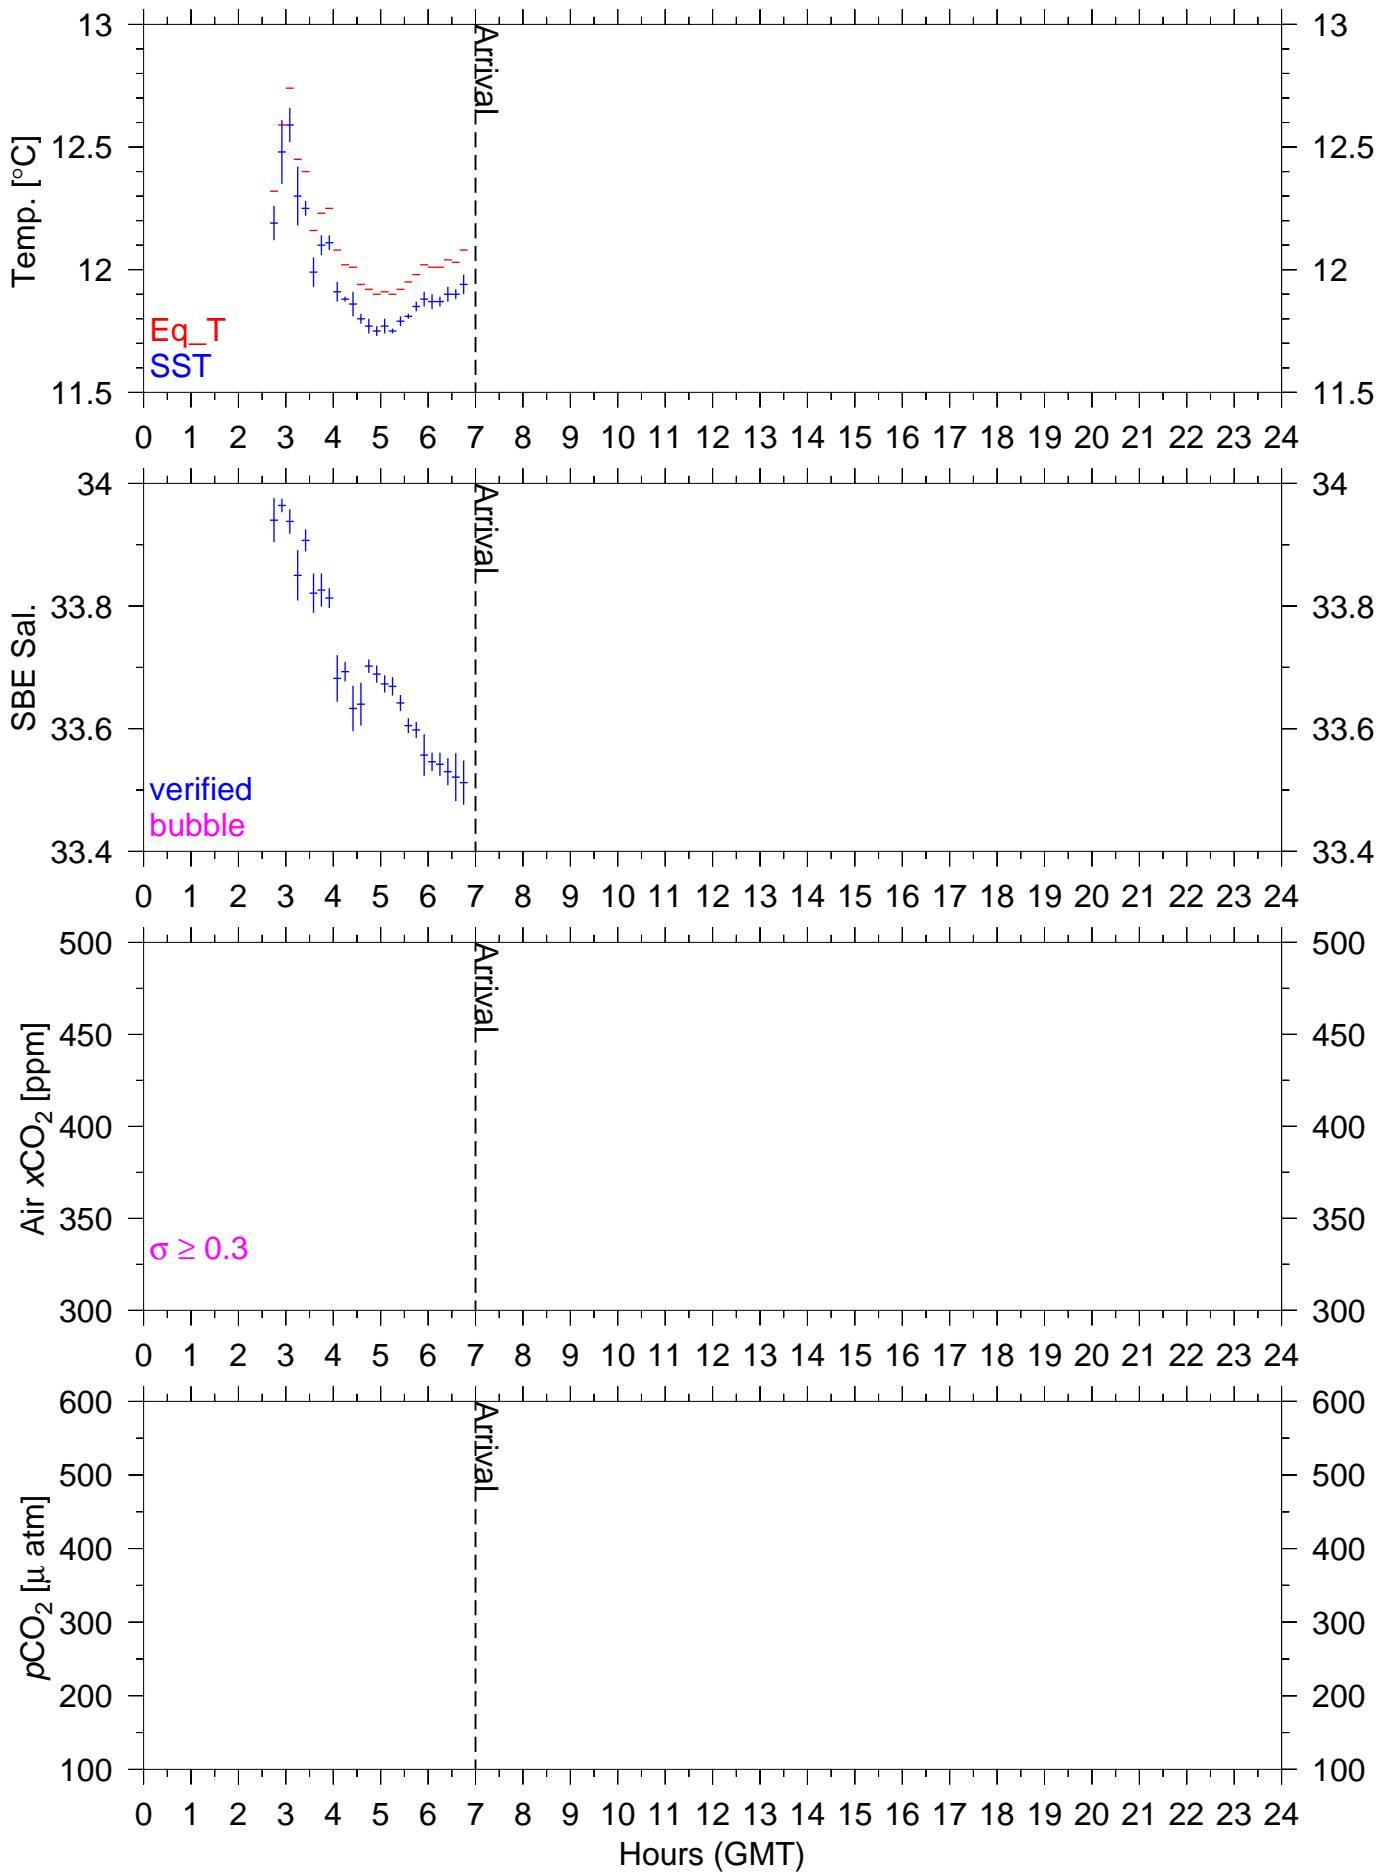 13 13
12.5 12.5
12 12
11.5 11.5
Temp. [°C]
Arrival
Eq_T
SST
0 1 2 3 4 5 6 7 8 9 10 11 12 13 14 15 16 17 18 19 20 21 22 23 24
34 34
33.8 33.8
33.6 33.6
33.4 33.4
SBE Sal.
Arrival
verified
bubble
0 1 2 3 4 5 6 7 8 9 10 11 12 13 14 15 16 17 18 19 20 21 22 23 24
500 500
450 450
400 400
350 350
300 300
Air xCO₂ [ppm]
Arrival
σ ≥ 0.3
0 1 2 3 4 5 6 7 8 9 10 11 12 13 14 15 16 17 18 19 20 21 22 23 24
600 600
500 500
400 400
300 300
200 200
100 100
pCO₂ [μ atm]
Arrival
0 1 2 3 4 5 6 7 8 9 10 11 12 13 14 15 16 17 18 19 20 21 22 23 24
Hours (GMT)